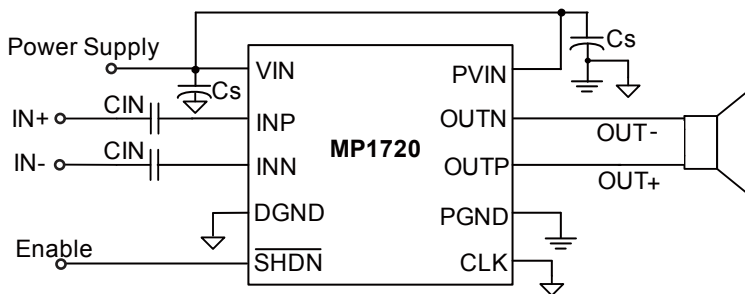 Power Supply
Cs
VIN
PVIN
Cs
CIN
IN+
INP
OUTN
OUT-
MP1720
CIN
IN-
INN
OUTP
OUT+
DGND
PGND
Enable
SHDN
CLK